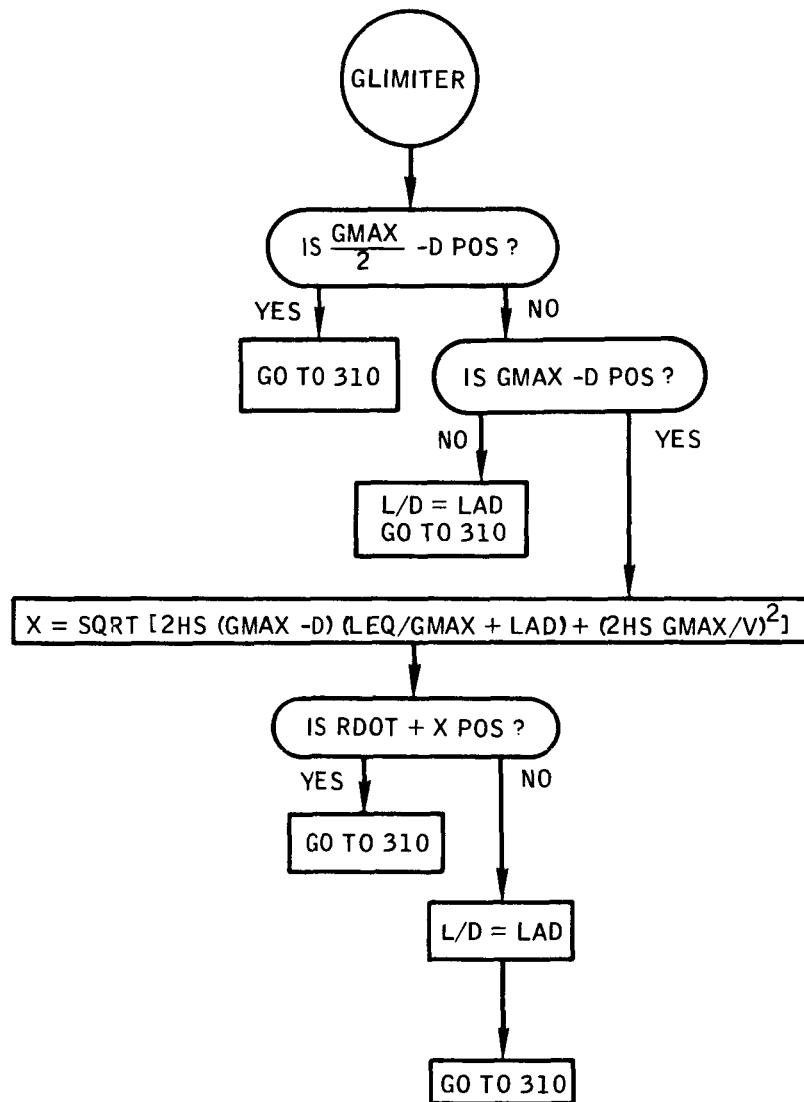 GLIMITER
IS GMAX/2 -D POS ?
YES
NO
GO TO 310
IS GMAX -D POS ?
NO
YES
L/D = LAD
GO TO 310
X = SQRT [2HS (GMAX -D) (LEQ/GMAX + LAD) + (2HS GMAX/V)²]
IS RDOT + X POS ?
YES
NO
GO TO 310
L/D = LAD
GO TO 310